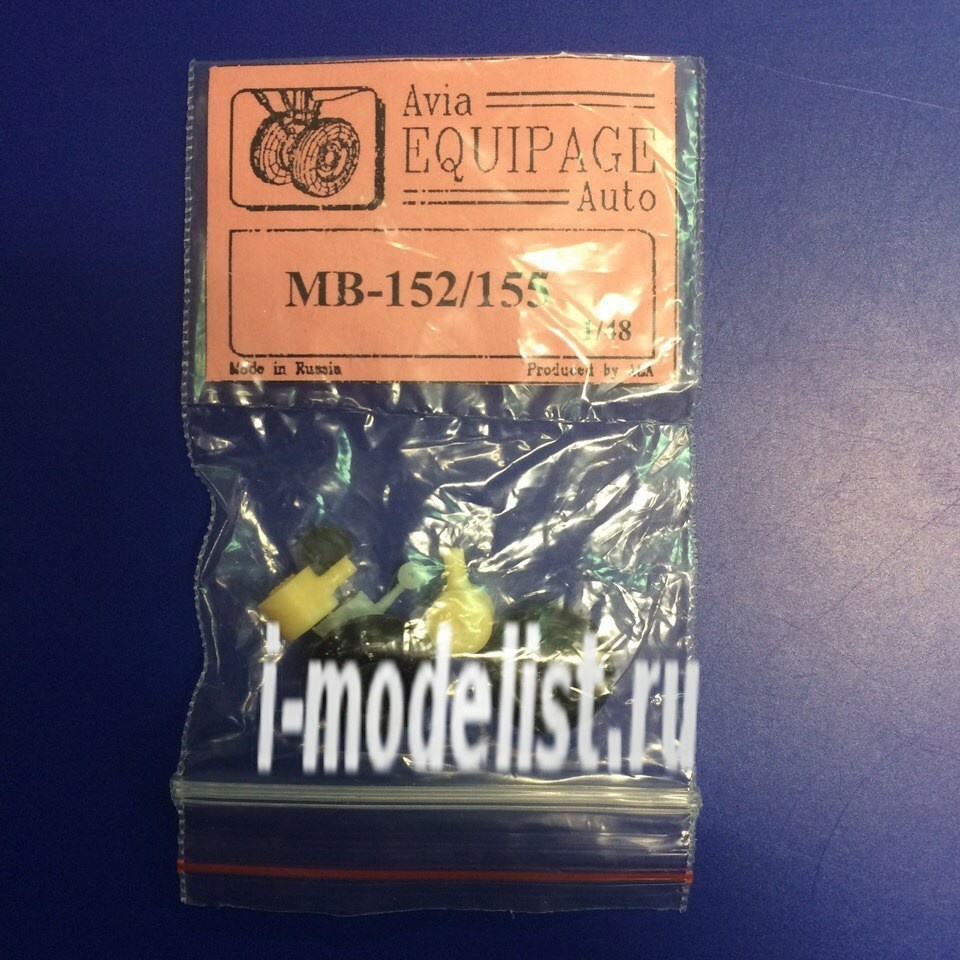 Avia
EQUIPAGE
Auto
MB-152/155
1/48
Made in Russia
Produced by
i-modelist.ru